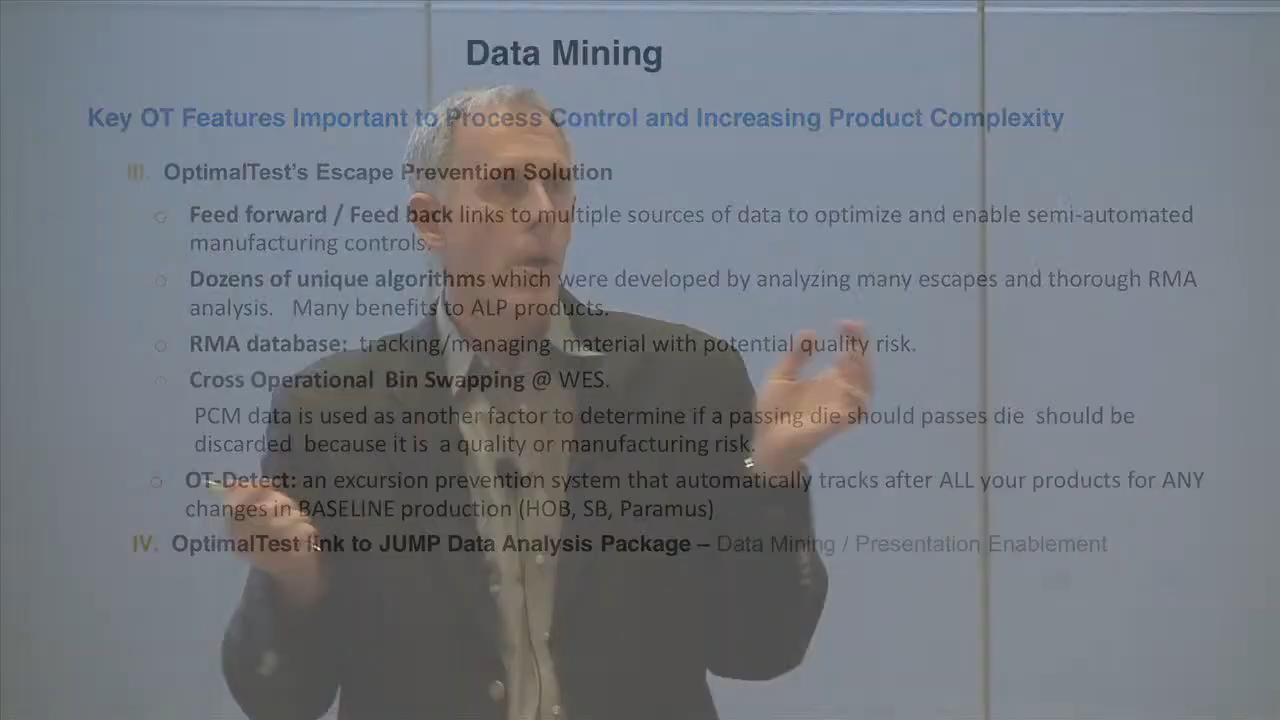 Data Mining
Key OT Features Important to Process Control and Increasing Product Complexity
III. OptimalTest's Escape Prevention Solution
○ Feed forward / Feed back links to multiple sources of data to optimize and enable semi-automated
manufacturing controls.
○ Dozens of unique algorithms which were developed by analyzing many escapes and thorough RMA
analysis. Many benefits to ALP products.
○ RMA database: tracking/managing material with potential quality risk.
○ Cross Operational Bin Swapping @ WES.
PCM data is used as another factor to determine if a passing die should passes die should be
discarded because it is a quality or manufacturing risk.
○ OT-Detect: an excursion prevention system that automatically tracks after ALL your products for ANY
changes in BASELINE production (HOB, SB, Paramus)
IV. OptimalTest link to JUMP Data Analysis Package – Data Mining / Presentation Enablement